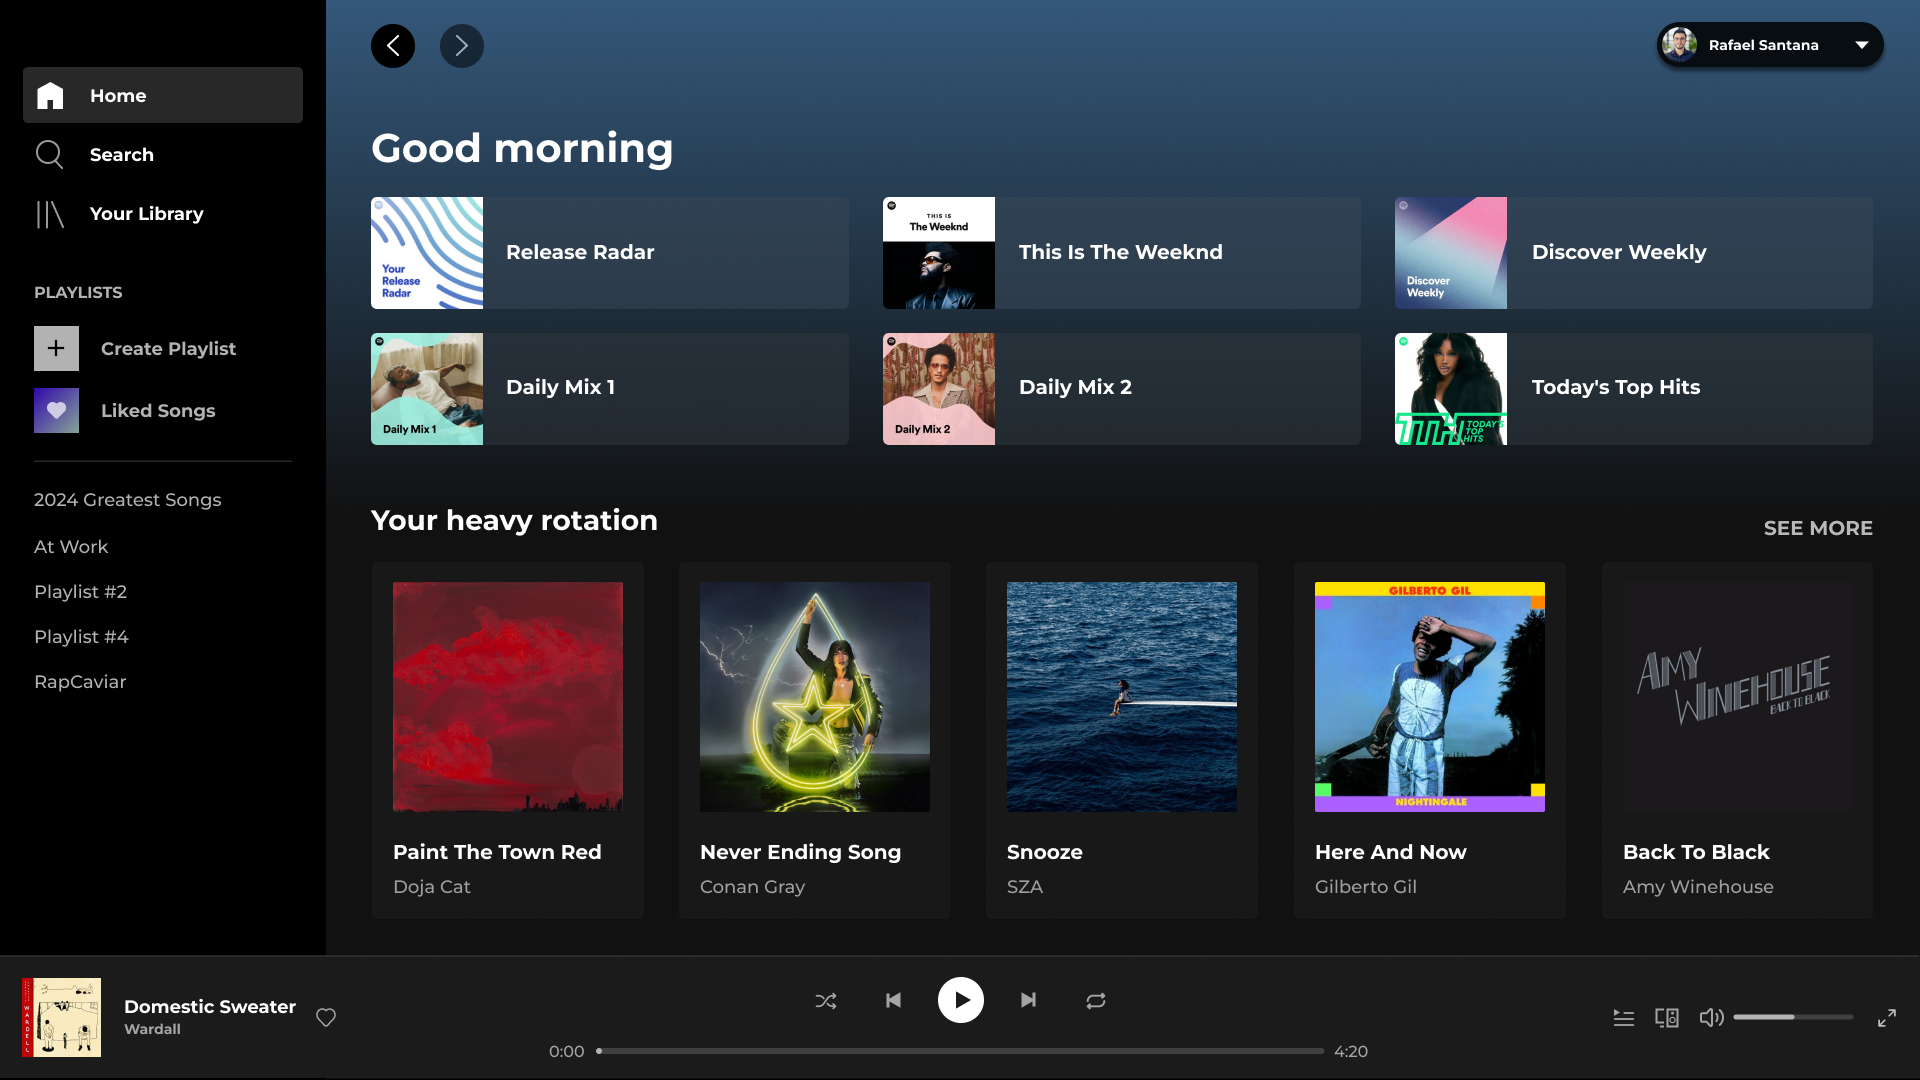 Home
Search
Your Library
PLAYLISTS
Create Playlist
Liked Songs
2024 Greatest Songs
At Work
Playlist #2
Playlist #4
RapCaviar
Rafael Santana
Good morning
Your
Release
Radar
Release Radar
THIS IS
The Weeknd
This Is The Weeknd
Discover
Weekly
Discover Weekly
Daily Mix 1
Daily Mix 1
Daily Mix 2
Daily Mix 2
TTH
TODAY'S
TOP
HITS
Today's Top Hits
Your heavy rotation
SEE MORE
Paint The Town Red
Doja Cat
Never Ending Song
Conan Gray
Snooze
SZA
GILBERTO GIL
NIGHTINGALE
Here And Now
Gilberto Gil
AMY
WINEHOUSE
BACK TO BLACK
Back To Black
Amy Winehouse
WARDELL
Domestic Sweater
Wardall
0:00
4:20